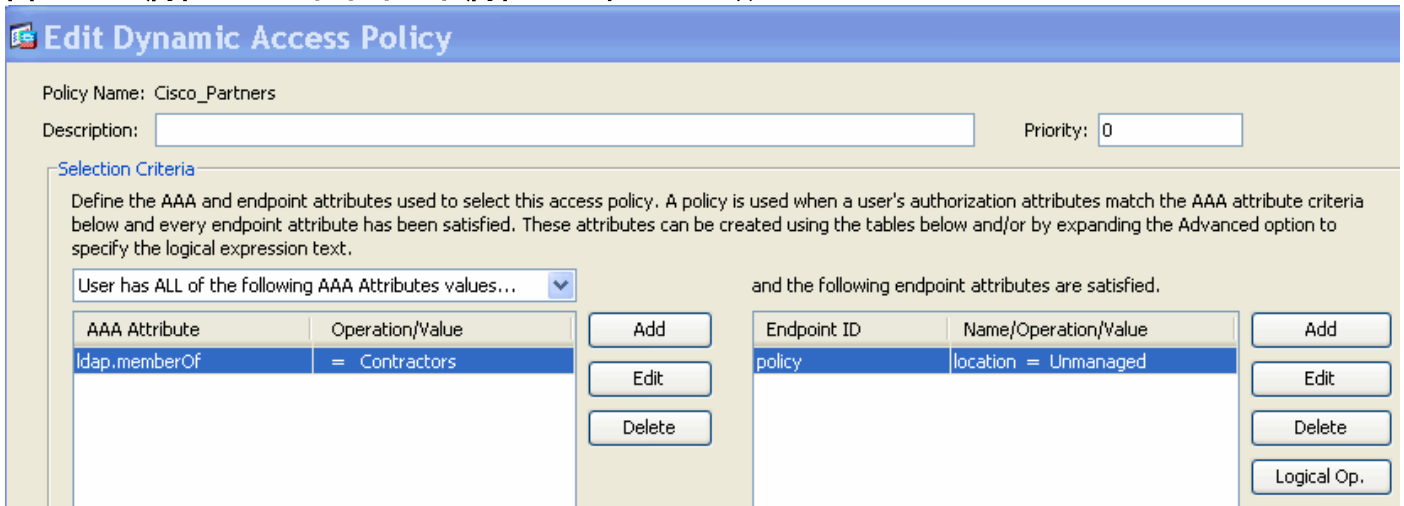 Edit Dynamic Access Policy
Policy Name: Cisco_Partners
Description: Priority: 0
Selection Criteria
Define the AAA and endpoint attributes used to select this access policy. A policy is used when a user's authorization attributes match the AAA attribute criteria
below and every endpoint attribute has been satisfied. These attributes can be created using the tables below and/or by expanding the Advanced option to
specify the logical expression text.
User has ALL of the following AAA Attributes values... and the following endpoint attributes are satisfied.
AAA Attribute Operation/Value Add Endpoint ID Name/Operation/Value Add
ldap.memberOf = Contractors policy location = Unmanaged
Edit Edit
Delete Delete
Logical Op.